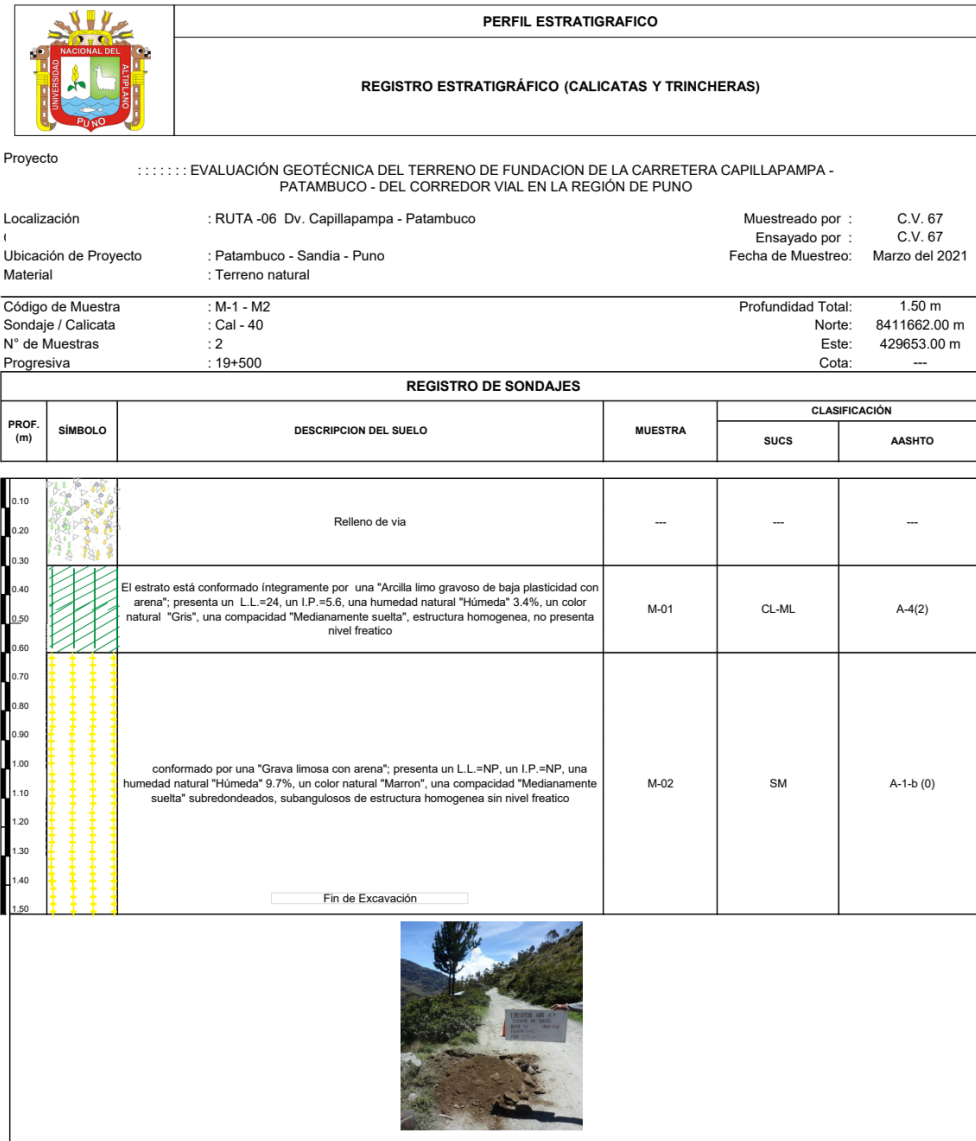 NACIONAL DEL
UNIVERSIDAD
ALTIPLANO
PUNO
PERFIL ESTRATIGRAFICO
REGISTRO ESTRATIGRÁFICO (CALICATAS Y TRINCHERAS)
Proyecto
: : : : : : : EVALUACIÓN GEOTÉCNICA DEL TERRENO DE FUNDACION DE LA CARRETERA CAPILLAPAMPA -
PATAMBUCO - DEL CORREDOR VIAL EN LA REGIÓN DE PUNO
Localización : RUTA -06 Dv. Capillapampa - Patambuco Muestreado por : C.V. 67
( Ensayado por : C.V. 67
Ubicación de Proyecto : Patambuco - Sandia - Puno Fecha de Muestreo: Marzo del 2021
Material : Terreno natural
Código de Muestra : M-1 - M2 Profundidad Total: 1.50 m
Sondaje / Calicata : Cal - 40 Norte: 8411662.00 m
N° de Muestras : 2 Este: 429653.00 m
Progresiva : 19+500 Cota: ---
REGISTRO DE SONDAJES
PROF. (m) SÍMBOLO DESCRIPCION DEL SUELO MUESTRA CLASIFICACIÓN
SUCS AASHTO
0.10
0.20
Relleno de via --- --- ---
0.30
0.40
El estrato está conformado íntegramente por una "Arcilla limo gravoso de baja plasticidad con
arena"; presenta un L.L.=24, un I.P.=5.6, una humedad natural "Húmeda" 3.4%, un color
natural "Gris", una compacidad "Medianamente suelta", estructura homogenea, no presenta
nivel freatico
M-01 CL-ML A-4(2)
0.50
0.60
0.70
0.80
0.90
1.00
conformado por una "Grava limosa con arena"; presenta un L.L.=NP, un I.P.=NP, una
humedad natural "Húmeda" 9.7%, un color natural "Marron", una compacidad "Medianamente
suelta" subredondeados, subangulosos de estructura homogenea sin nivel freatico
M-02 SM A-1-b (0)
1.10
1.20
1.30
1.40
Fin de Excavación
1.50